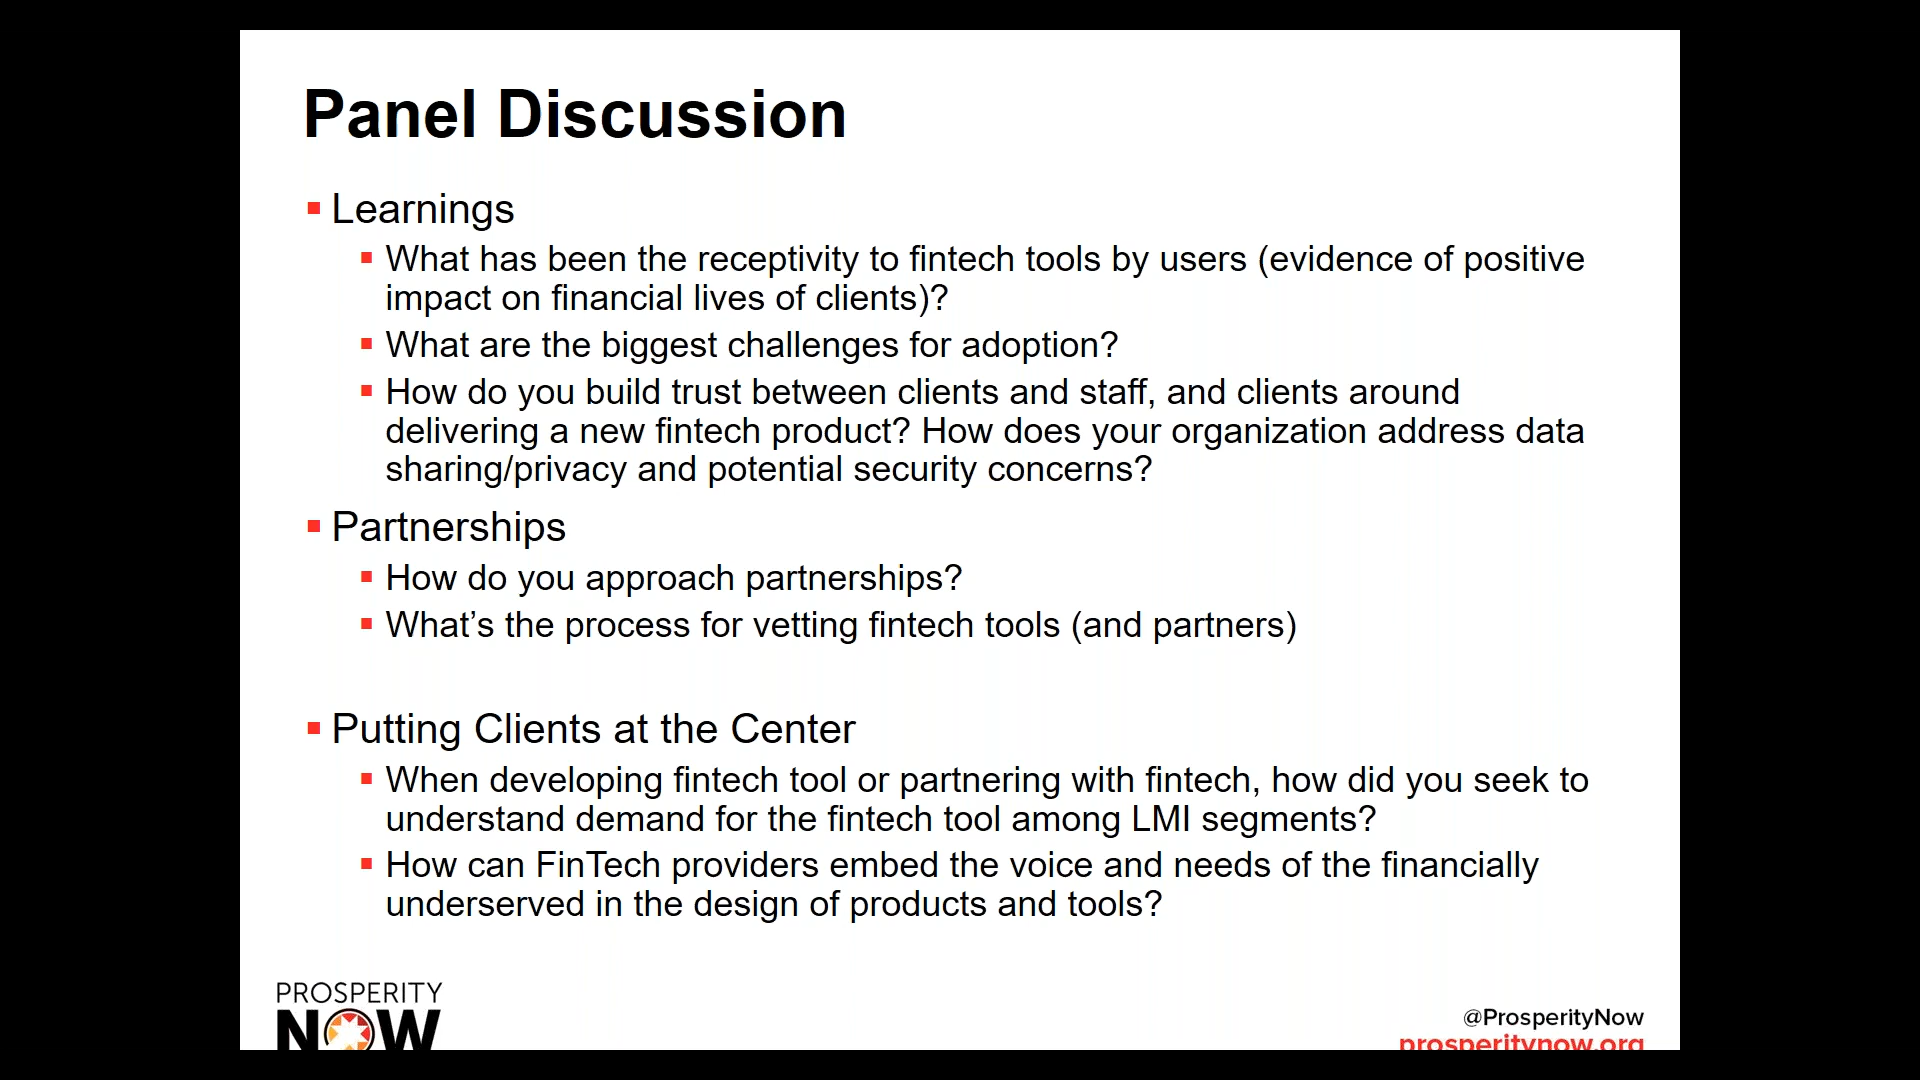 Panel Discussion
Learnings
What has been the receptivity to fintech tools by users (evidence of positive
impact on financial lives of clients)?
What are the biggest challenges for adoption?
How do you build trust between clients and staff, and clients around
delivering a new fintech product? How does your organization address data
sharing/privacy and potential security concerns?
Partnerships
How do you approach partnerships?
What’s the process for vetting fintech tools (and partners)
Putting Clients at the Center
When developing fintech tool or partnering with fintech, how did you seek to
understand demand for the fintech tool among LMI segments?
How can FinTech providers embed the voice and needs of the financially
underserved in the design of products and tools?
PROSPERITY
NOW
@ProsperityNow
prosperitynow.org